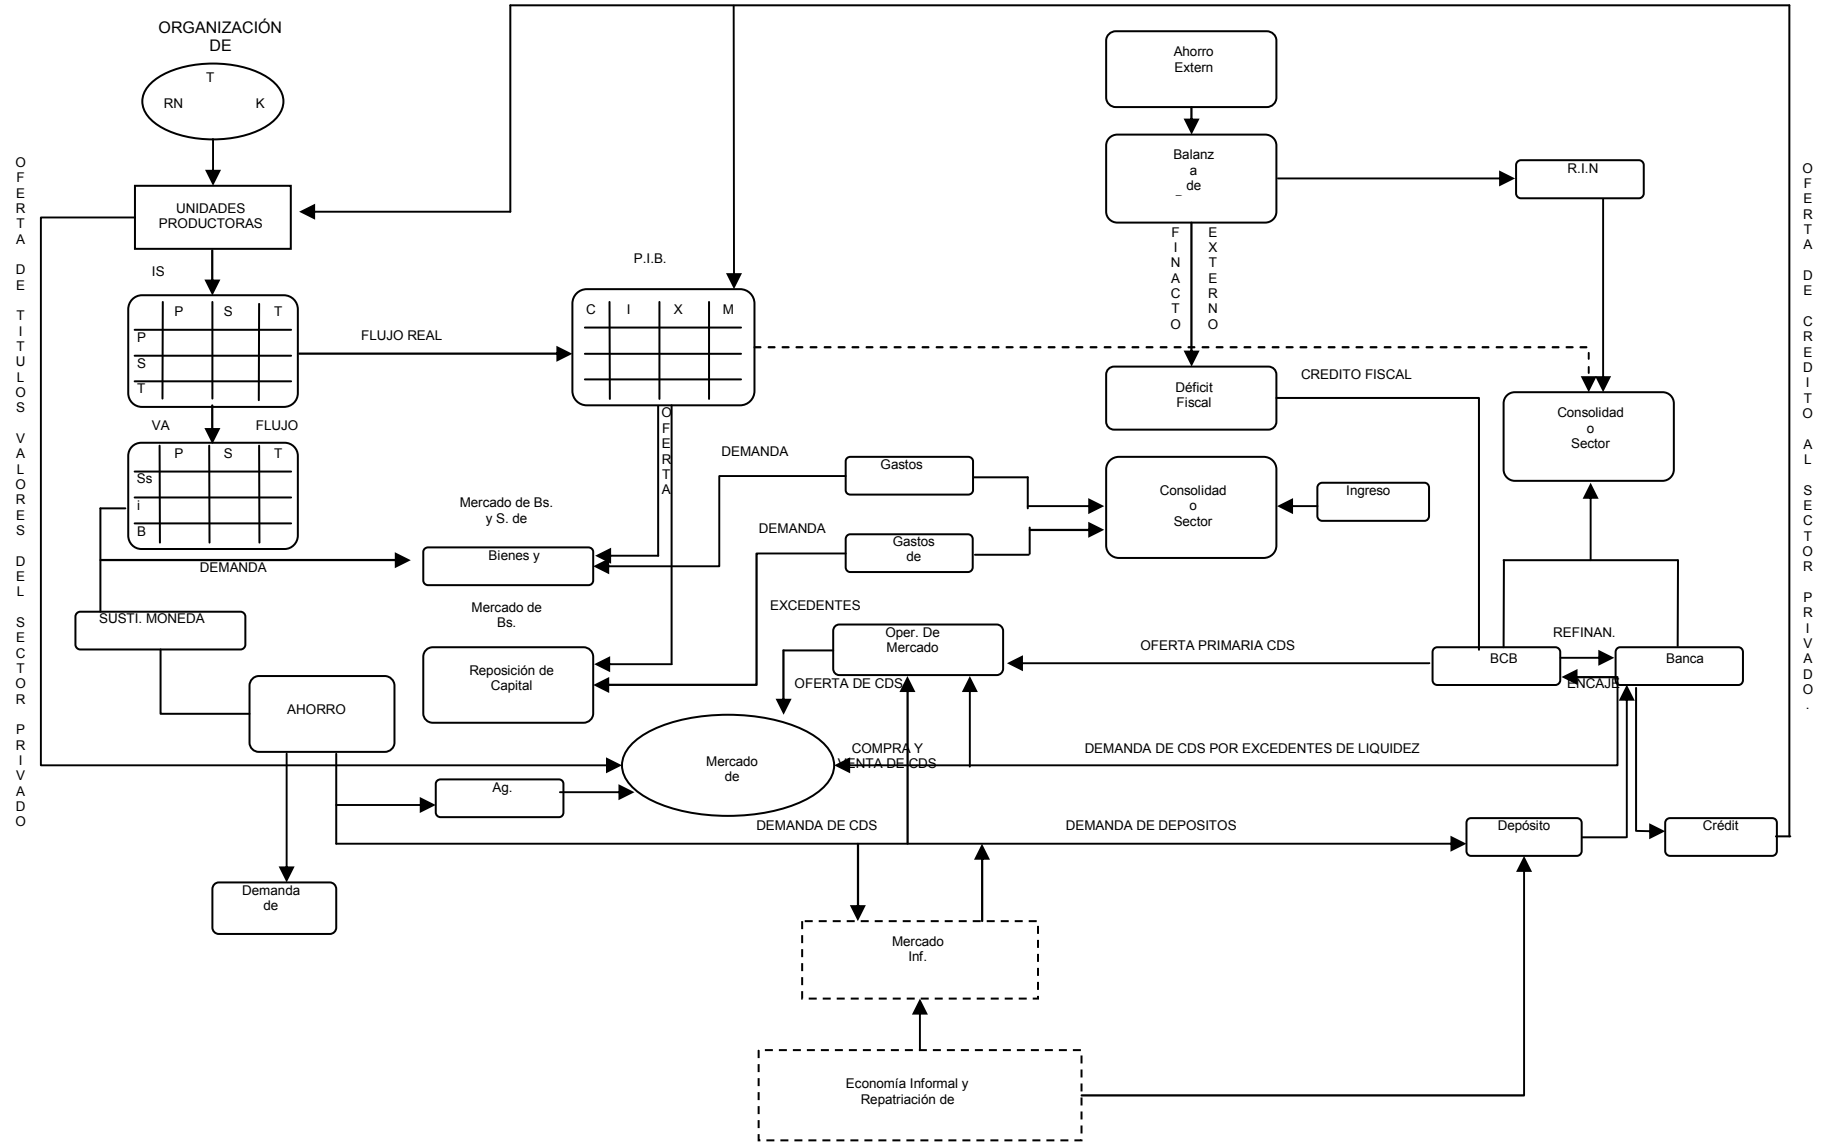 ORGANIZACIÓN
DE
T
RN K
UNIDADES
PRODUCTORAS
IS
P S T
P
S
T
VA FLUJO
P S T
Ss
i
B
DEMANDA
SUSTI. MONEDA
AHORRO
Demanda
de
OFERTA DE TITULOS VALORES DEL SECTOR PRIVADO
FLUJO REAL
P.I.B.
C I X M
OFERTA
Mercado de Bs.
y S. de
Bienes y
Mercado de
Bs.
Reposición de
Capital
DEMANDA
Gastos
DEMANDA
Gastos
de
EXCEDENTES
Oper. De
Mercado
OFERTA DE CDS
Mercado
de
COMPRA Y
VENTA DE CDS
Ag.
DEMANDA DE CDS
DEMANDA DE DEPOSITOS
DEMANDA DE CDS POR EXCEDENTES DE LIQUIDEZ
OFERTA PRIMARIA CDS
Ahorro
Extern
Balanz
a
de
FINACTO
EXTERNO
Déficit
Fiscal
CREDITO FISCAL
Consolidad
o
Sector
Ingreso
R.I.N
Consolidad
o
Sector
REFINAN.
BCB
Banca
ENCAJE
Depósito
Crédit
OFERTA DE CREDITO AL SECTOR PRIVADO.
Mercado
Inf.
Economía Informal y
Repatriación de